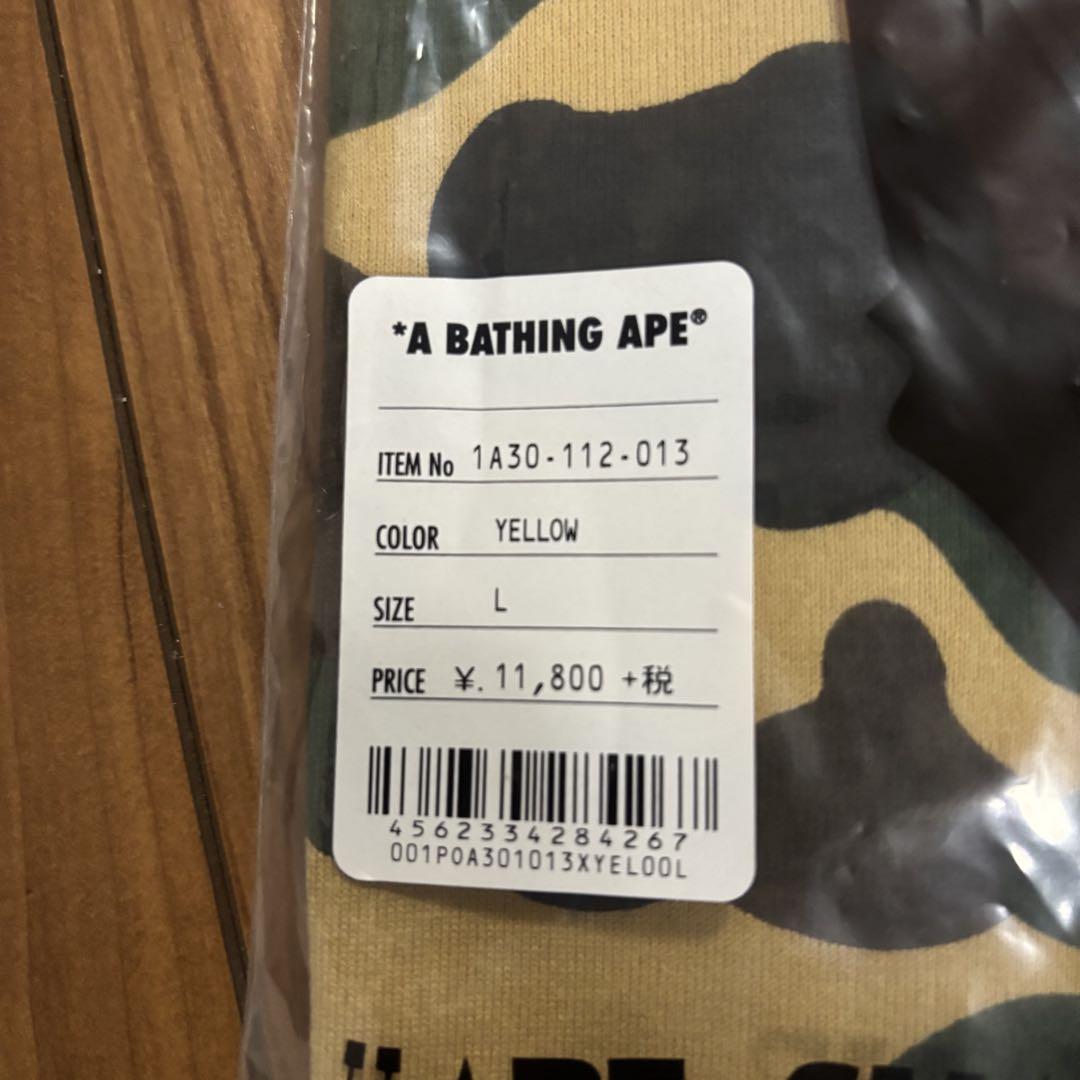 *A BATHING APE®
ITEM No 1A30-112-013
COLOR YELLOW
SIZE L
PRICE ¥. 11,800 +税
4562334284267
001P0A301013XYEL00L